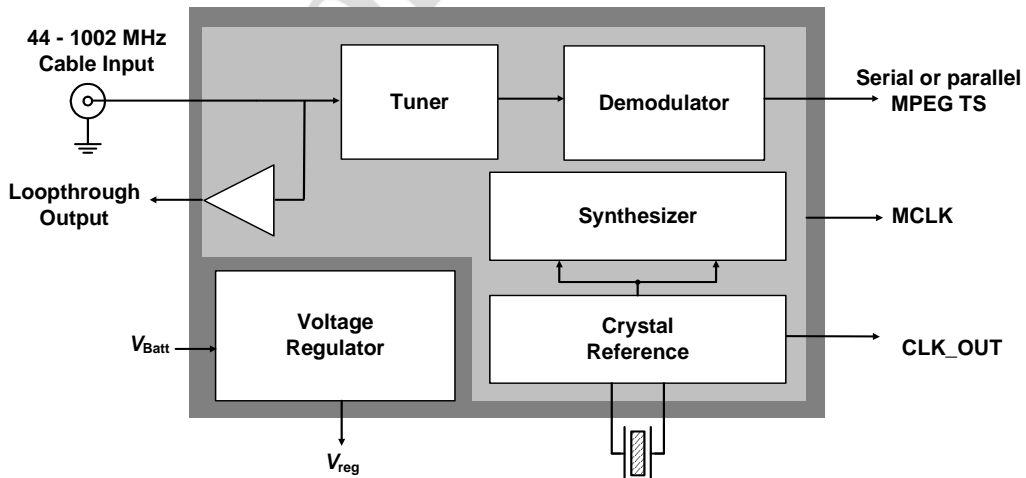 44 - 1002 MHz
Cable Input
Tuner
Demodulator
Serial or parallel
MPEG TS
Loopthrough
Output
Synthesizer
MCLK
Voltage
Regulator
Crystal
Reference
VBatt
CLK_OUT
Vreg